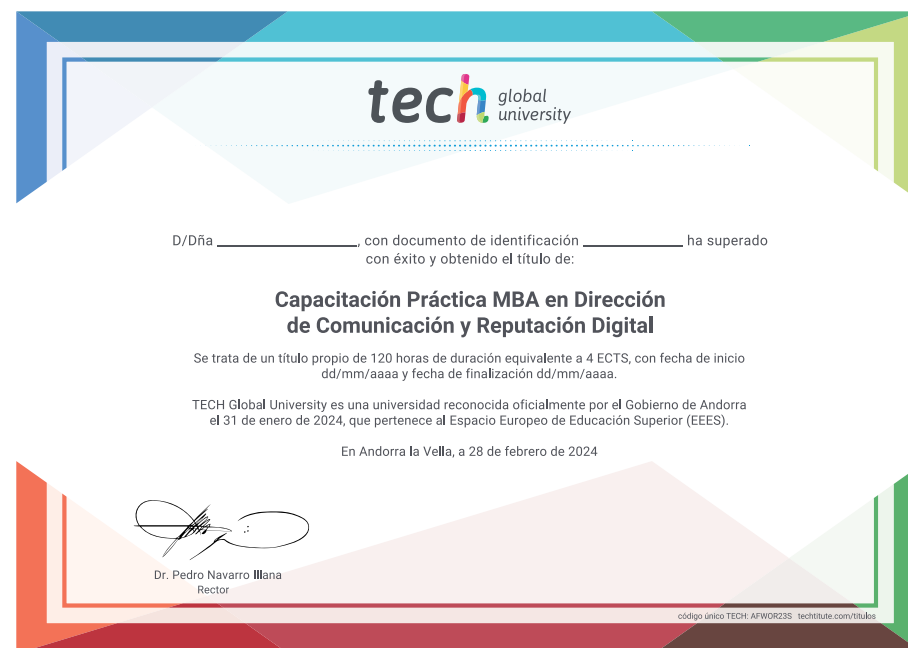 tech global university
D/Dña ____________, con documento de identificación ____________ ha superado
con éxito y obtenido el título de:
Capacitación Práctica MBA en Dirección
de Comunicación y Reputación Digital
Se trata de un título propio de 120 horas de duración equivalente a 4 ECTS, con fecha de inicio
dd/mm/aaaa y fecha de finalización dd/mm/aaaa.
TECH Global University es una universidad reconocida oficialmente por el Gobierno de Andorra
el 31 de enero de 2024, que pertenece al Espacio Europeo de Educación Superior (EEES).
En Andorra la Vella, a 28 de febrero de 2024
Dr. Pedro Navarro Illana
Rector
código único TECH: AFWOR23S techtitute.com/titulos